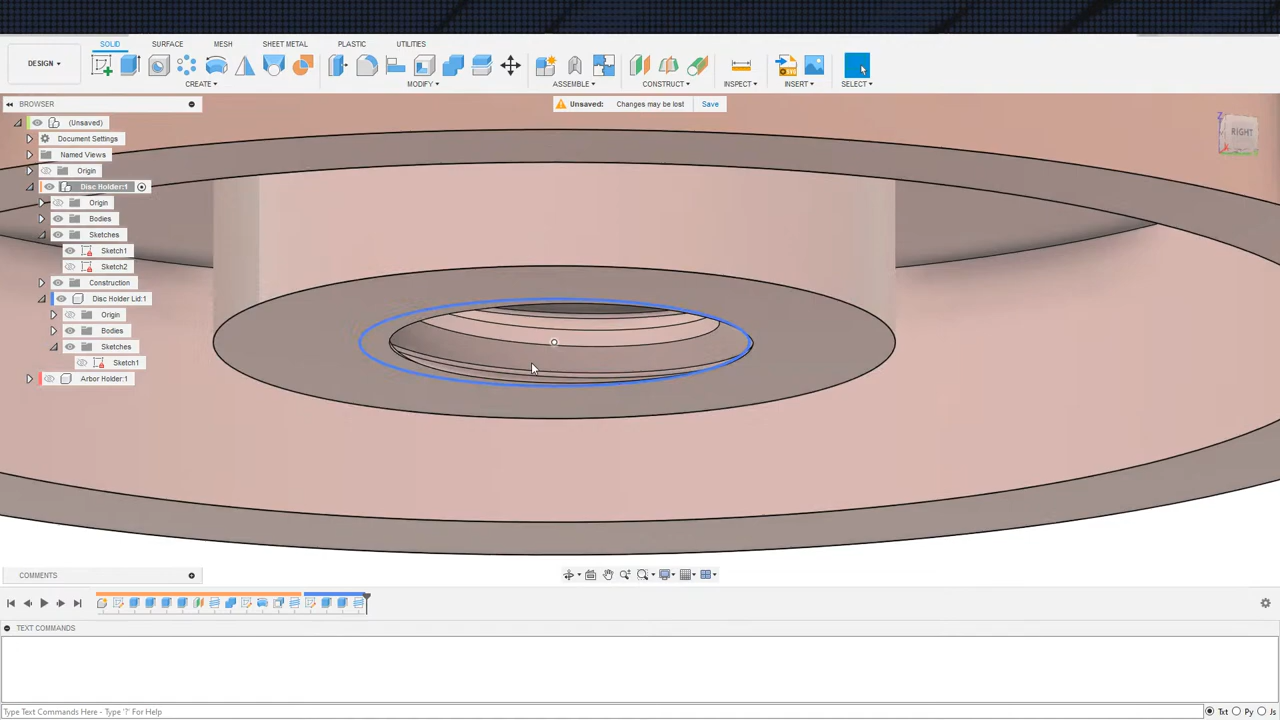 SOLID SURFACE MESH SHEET METAL PLASTIC UTILITIES
DESIGN
CREATE MODIFY ASSEMBLE CONSTRUCT INSPECT INSERT SELECT
BROWSER
Unsaved: Changes may be lost Save
(Unsaved)
Document Settings
Named Views
Origin
Disc Holder:1
Origin
Bodies
Sketches
Sketch1
Sketch2
Construction
Disc Holder Lid:1
Origin
Bodies
Sketches
Sketch1
Arbor Holder:1
Z
RIGHT
X
COMMENTS
TEXT COMMANDS
Type Text Commands Here - Type '?' For Help
Txt Py Js